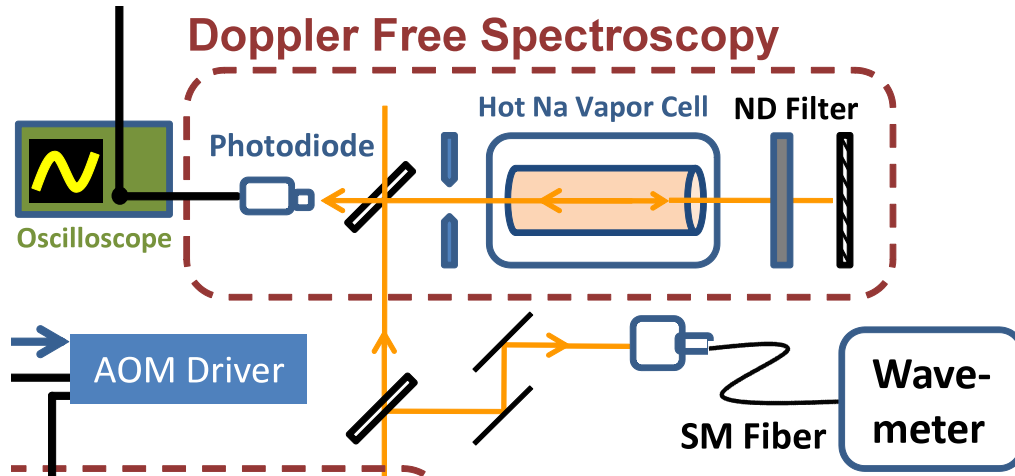 Doppler Free Spectroscopy
Hot Na Vapor Cell
ND Filter
Photodiode
Oscilloscope
AOM Driver
SM Fiber
Wave-
meter